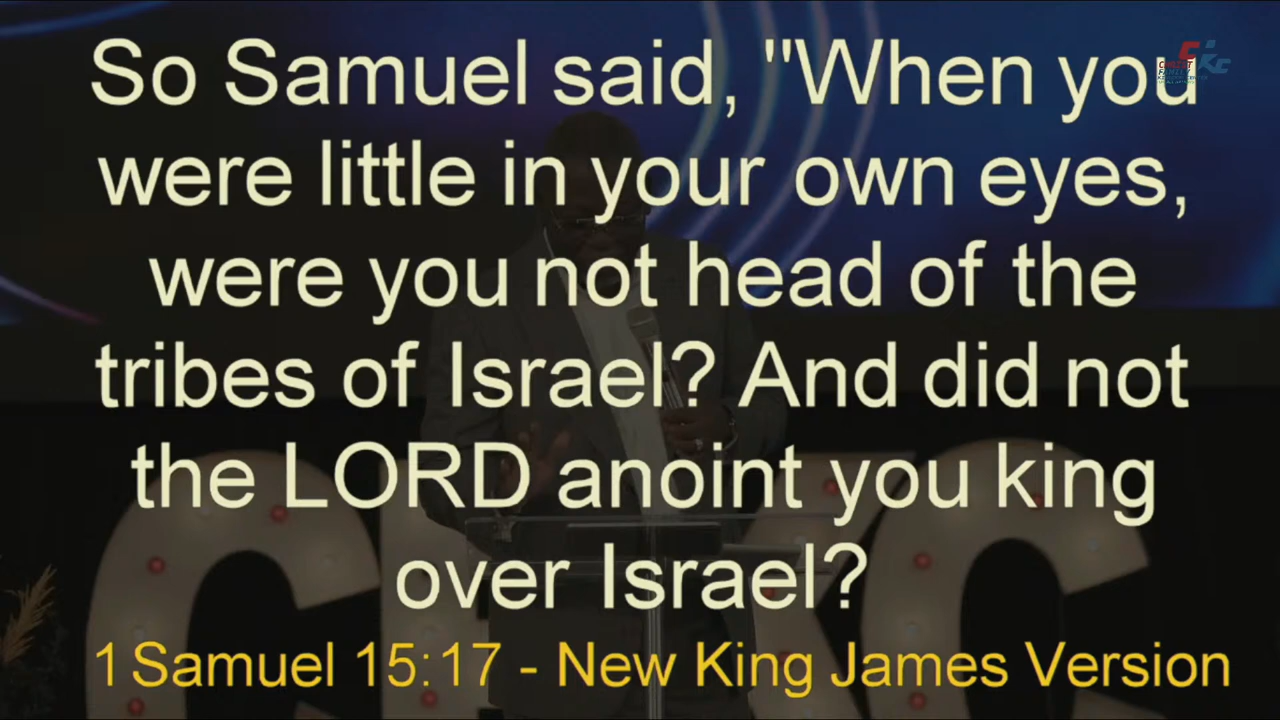 So Samuel said, "When you
were little in your own eyes,
were you not head of the
tribes of Israel? And did not
the LORD anoint you king
over Israel?
1 Samuel 15:17 - New King James Version
CFKC